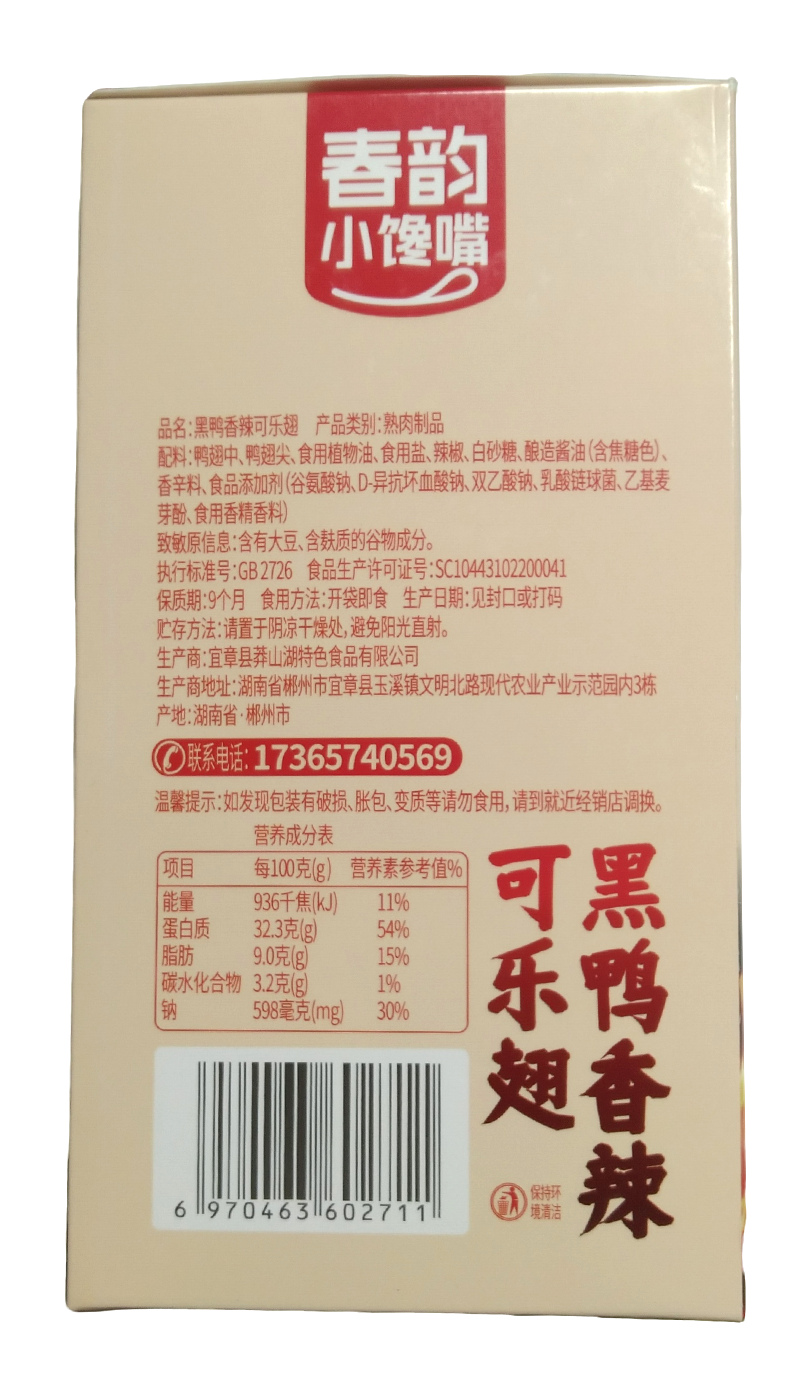 春韵
小馋嘴
品名:黑鸭香辣可乐翅 产品类别:熟肉制品
配料:鸭翅中、鸭翅尖、食用植物油、食用盐、辣椒、白砂糖、酿造酱油(含焦糖色)、
香辛料、食品添加剂(谷氨酸钠、D-异抗坏血酸钠、双乙酸钠、乳酸链球菌、乙基麦
芽酚、食用香精香料)
致敏原信息:含有大豆、含麸质的谷物成分。
执行标准号:GB 2726 食品生产许可证号:SC10443102200041
保质期:9个月 食用方法:开袋即食 生产日期:见封口或打码
贮存方法:请置于阴凉干燥处,避免阳光直射。
生产商:宜章县莽山湖特色食品有限公司
生产商地址:湖南省郴州市宜章县玉溪镇文明北路现代农业产业示范园内3栋
产地:湖南省·郴州市
联系电话:17365740569
温馨提示:如发现包装有破损、胀包、变质等请勿食用,请到就近经销店调换。
营养成分表
项目 每100克(g) 营养素参考值%
能量 936千焦(kJ) 11%
蛋白质 32.3克(g) 54%
脂肪 9.0克(g) 15%
碳水化合物 3.2克(g) 1%
钠 598毫克(mg) 30%
黑鸭香辣
可乐翅
保持环
境清洁
6 970463 602711